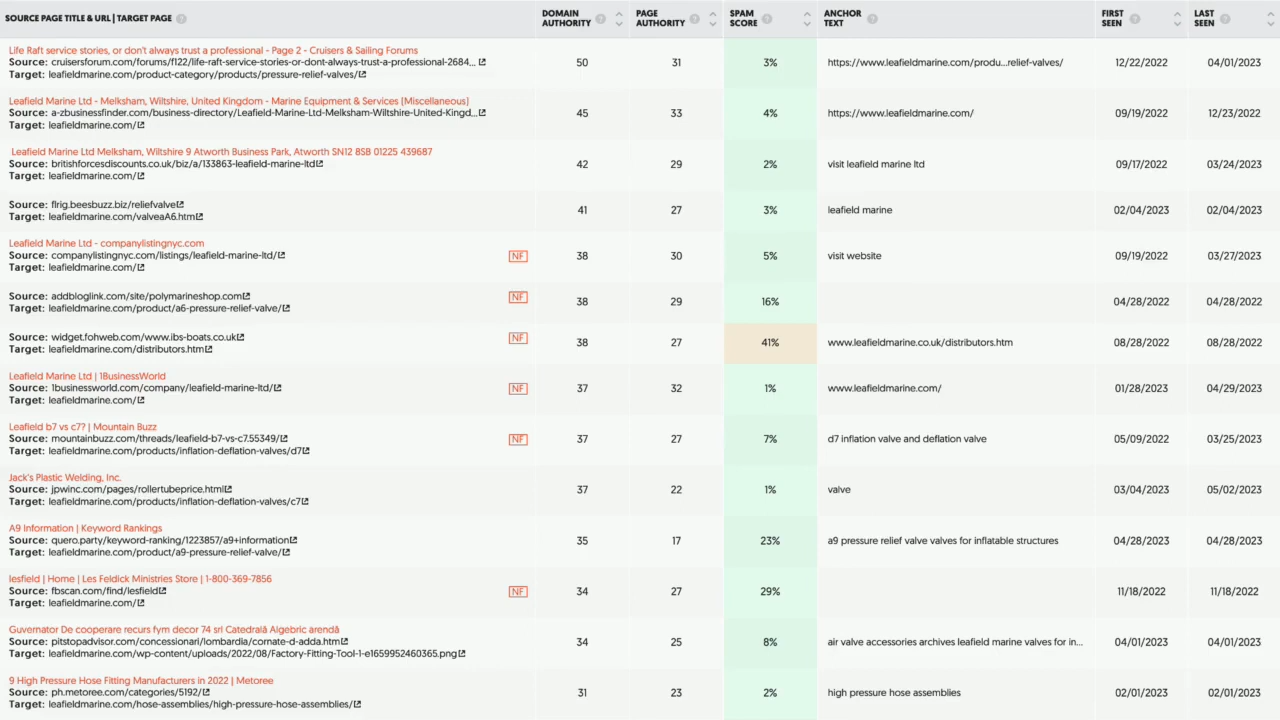 SOURCE PAGE TITLE & URL | TARGET PAGE
DOMAIN AUTHORITY
PAGE AUTHORITY
SPAM SCORE
ANCHOR TEXT
FIRST SEEN
LAST SEEN
Life Raft service stories, or don't always trust a professional - Page 2 - Cruisers & Sailing Forums
Source: cruisersforum.com/forums/f122/life-raft-service-stories-or-dont-always-trust-a-professional-2684...
Target: leafieldmarine.com/product-category/products/pressure-relief-valves/
50 31 3% https://www.leafieldmarine.com/produ...relief-valves/ 12/22/2022 04/01/2023
Leafield Marine Ltd - Melksham, Wiltshire, United Kingdom - Marine Equipment & Services (Miscellaneous)
Source: a-zbusinessfinder.com/business-directory/Leafield-Marine-Ltd-Melksham-Wiltshire-United-Kingd...
Target: leafieldmarine.com/
45 33 4% https://www.leafieldmarine.com/ 09/19/2022 12/23/2022
Leafield Marine Ltd Melksham, Wiltshire 9 Atworth Business Park, Atworth SN12 8SB 01225 439687
Source: britishforcesdiscounts.co.uk/biz/a/133863-leafield-marine-ltd
Target: leafieldmarine.com/
42 29 2% visit leafield marine ltd 09/17/2022 03/24/2023
Source: flrig.beesbuzz.biz/reliefvalve
Target: leafieldmarine.com/valveaA6.htm
41 27 3% leafield marine 02/04/2023 02/04/2023
Leafield Marine Ltd - companylistingnyc.com
Source: companylistingnyc.com/listings/leafield-marine-ltd/
Target: leafieldmarine.com/
NF 38 30 5% visit website 09/19/2022 03/27/2023
Source: addbloglink.com/site/polymarineshop.com
Target: leafieldmarine.com/product/a6-pressure-relief-valve/
NF 38 29 16% 04/28/2022 04/28/2022
Source: widget.fohweb.com/www.ibs-boats.co.uk
Target: leafieldmarine.com/distributors.htm
NF 38 27 41% www.leafieldmarine.co.uk/distributors.htm 08/28/2022 08/28/2022
Leafield Marine Ltd | 1BusinessWorld
Source: 1businessworld.com/company/leafield-marine-ltd/
Target: leafieldmarine.com/
NF 37 32 1% www.leafieldmarine.com/ 01/28/2023 04/29/2023
Leafield b7 vs c7? | Mountain Buzz
Source: mountainbuzz.com/threads/leafield-b7-vs-c7.55349/
Target: leafieldmarine.com/products/inflation-deflation-valves/d7
NF 37 27 7% d7 inflation valve and deflation valve 05/09/2022 03/25/2023
Jack's Plastic Welding, Inc.
Source: jpwinc.com/pages/rollertubeprice.html
Target: leafieldmarine.com/products/inflation-deflation-valves/c7
37 22 1% valve 03/04/2023 05/02/2023
A9 Information | Keyword Rankings
Source: quero.party/keyword-ranking/1223857/a9+information
Target: leafieldmarine.com/product/a9-pressure-relief-valve/
35 17 23% a9 pressure relief valve valves for inflatable structures 04/28/2023 04/28/2023
lesfield | Home | Les Feldick Ministries Store | 1-800-369-7856
Source: fbscan.com/find/lesfield
Target: leafieldmarine.com/
NF 34 27 29% 11/18/2022 11/18/2022
Guvernator De cooperare recurs fym decor 74 srl Catedrală Algebric arendă
Source: pitstopadvisor.com/concessionari/lombardia/cornate-d-adda.htm
Target: leafieldmarine.com/wp-content/uploads/2022/08/Factory-Fitting-Tool-1-e1659952460365.png
34 25 8% air valve accessories archives leafield marine valves for in... 04/01/2023 04/01/2023
9 High Pressure Hose Fitting Manufacturers in 2022 | Metoree
Source: ph.metoree.com/categories/5192/
Target: leafieldmarine.com/hose-assemblies/high-pressure-hose-assemblies/
31 23 2% high pressure hose assemblies 02/01/2023 02/01/2023